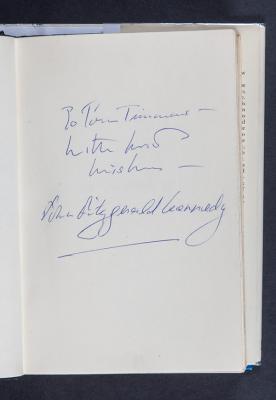 To Tom Timmons -
with best
wishes -
John Fitzgerald Kennedy